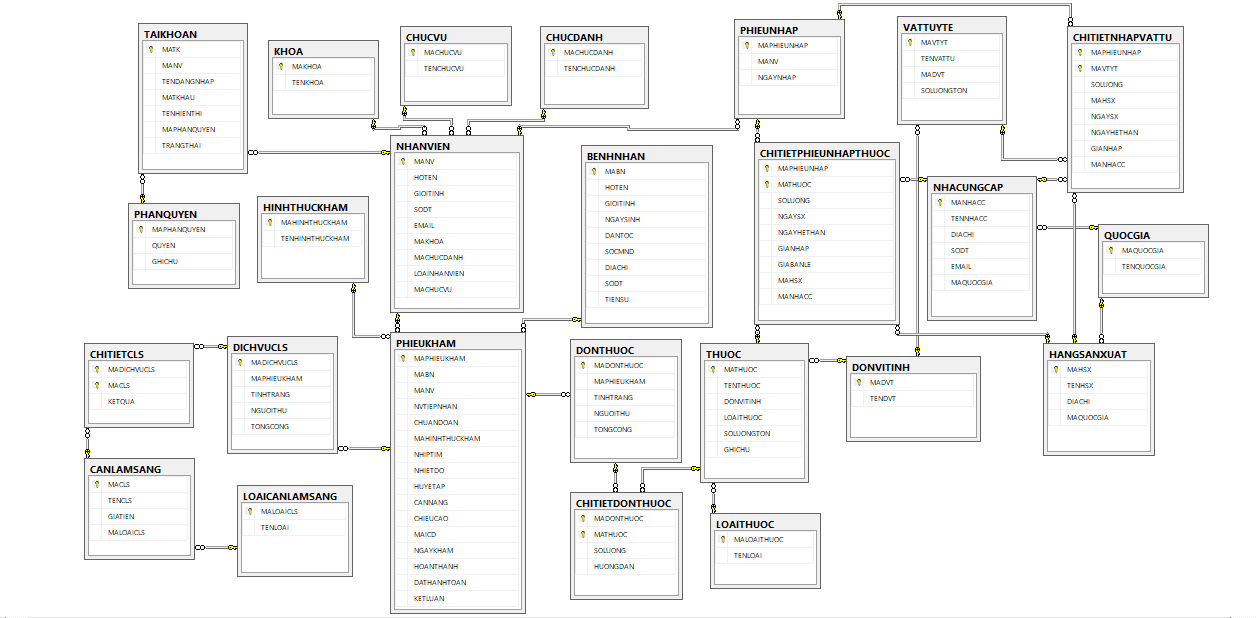 TAIKHOAN
MATK
MANV
TENDANGNHAP
MATKHAU
TENHIENTHI
MAPHANQUYEN
TRANGTHAI
KHOA
MAKHOA
TENKHOA
CHUCVU
MACHUCVU
TENCHUCVU
CHUCDANH
MACHUCDANH
TENCHUCDANH
PHIEUNHAP
MAPHIEUNHAP
MANV
NGAYNHAP
VATTUYTE
MAVTYT
TENVATTU
MADVT
SOLUONGTON
CHITIETNHAPVATTU
MAPHIEUNHAP
MAVTYT
SOLUONG
MAHSX
NGAYSX
NGAYHETHAN
GIANHAP
MANHACC
PHANQUYEN
MAPHANQUYEN
QUYEN
GHICHU
HINHTHUCKHAM
MAHINHTHUCKHAM
TENHINHTHUCKHAM
NHANVIEN
MANV
HOTEN
GIOITINH
SODT
EMAIL
MAKHOA
MACHUCDANH
LOAINHANVIEN
MACHUCVU
BENHNHAN
MABN
HOTEN
GIOITINH
NGAYSINH
DANTOC
SOCMND
DIACHI
SODT
TIENSU
CHITIETPHIEUNHAPTHUOC
MAPHIEUNHAP
MATHUOC
SOLUONG
NGAYSX
NGAYHETHAN
GIANHAP
GIABANLE
MAHSX
MANHACC
NHACUNGCAP
MANHACC
TENNHACC
DIACHI
SODT
EMAIL
MAQUOCGIA
QUOCGIA
MAQUOCGIA
TENQUOCGIA
CHITIETCLS
MADICHVUCLS
MACLS
KETQUA
DICHVUCLS
MADICHVUCLS
MAPHIEUKHAM
TINHTRANG
NGUOITHU
TONGCONG
PHIEUKHAM
MAPHIEUKHAM
MABN
MANV
NVTIEPNHAN
CHUANDOAN
MAHINHTHUCKHAM
NHIPTIM
NHIETDO
HUYETAP
CANNANG
CHIEUCAO
MAICD
NGAYKHAM
HOANTHANH
DATHANHTOAN
KETLUAN
DONTHUOC
MADONTHUOC
MAPHIEUKHAM
TINHTRANG
NGUOITHU
TONGCONG
THUOC
MATHUOC
TENTHUOC
DONVITINH
LOAITHUOC
SOLUONGTON
GHICHU
DONVITINH
MADVT
TENDVT
HANGSANXUAT
MAHSX
TENHSX
DIACHI
MAQUOCGIA
CANLAMSANG
MACLS
TENCLS
GIATIEN
MALOAICLS
LOAICANLAMSANG
MALOAICLS
TENLOAI
CHITIETDONTHUOC
MADONTHUOC
MATHUOC
SOLUONG
HUONGDAN
LOAITHUOC
MALOAITHUOC
TENLOAI